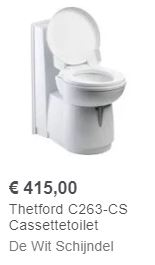 € 415,00
Thetford C263-CS
Cassettetoilet
De Wit Schijndel